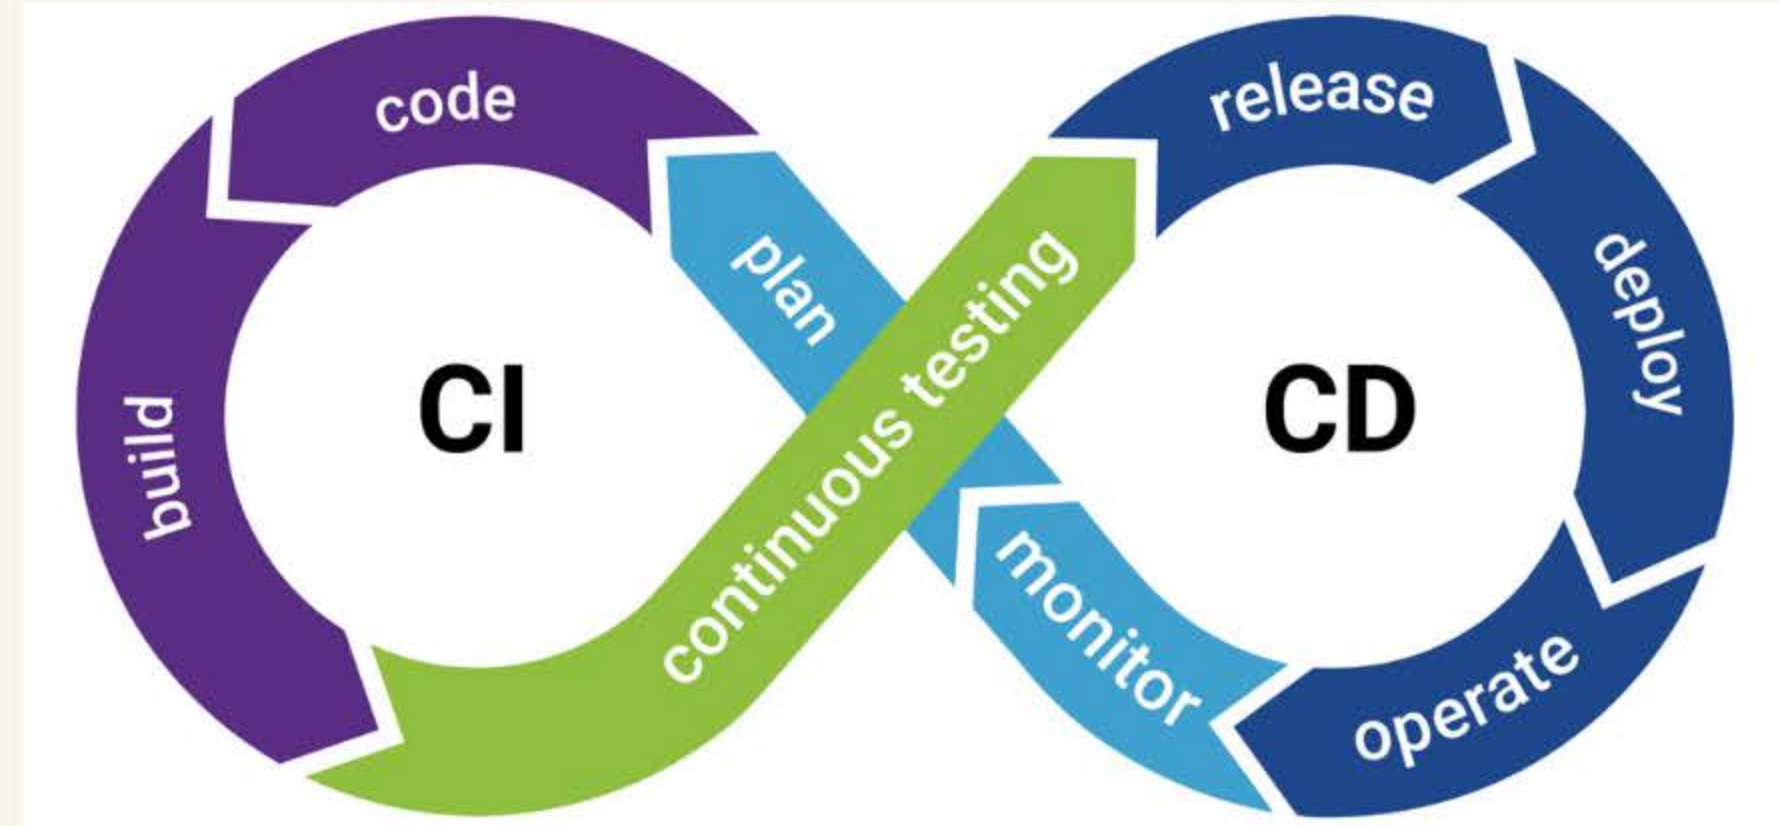 code
release
plan
deploy
CI
CD
build
continuous testing
monitor
operate